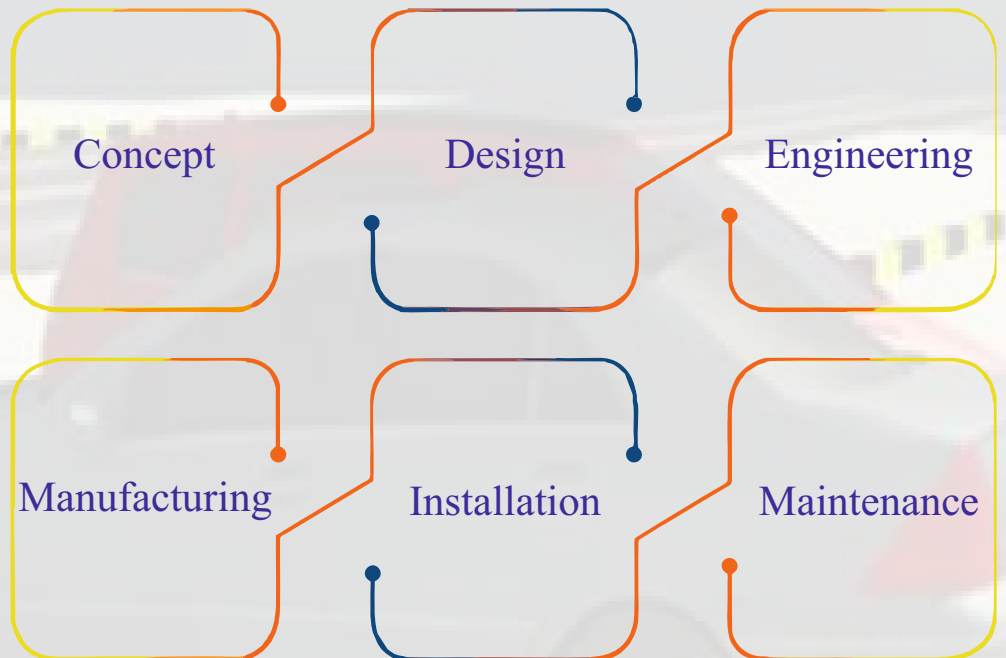 Concept
Design
Engineering
Manufacturing
Installation
Maintenance